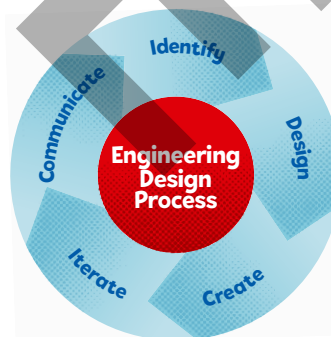 Identify
Design
Create
Iterate
Communicate
Engineering
Design
Process